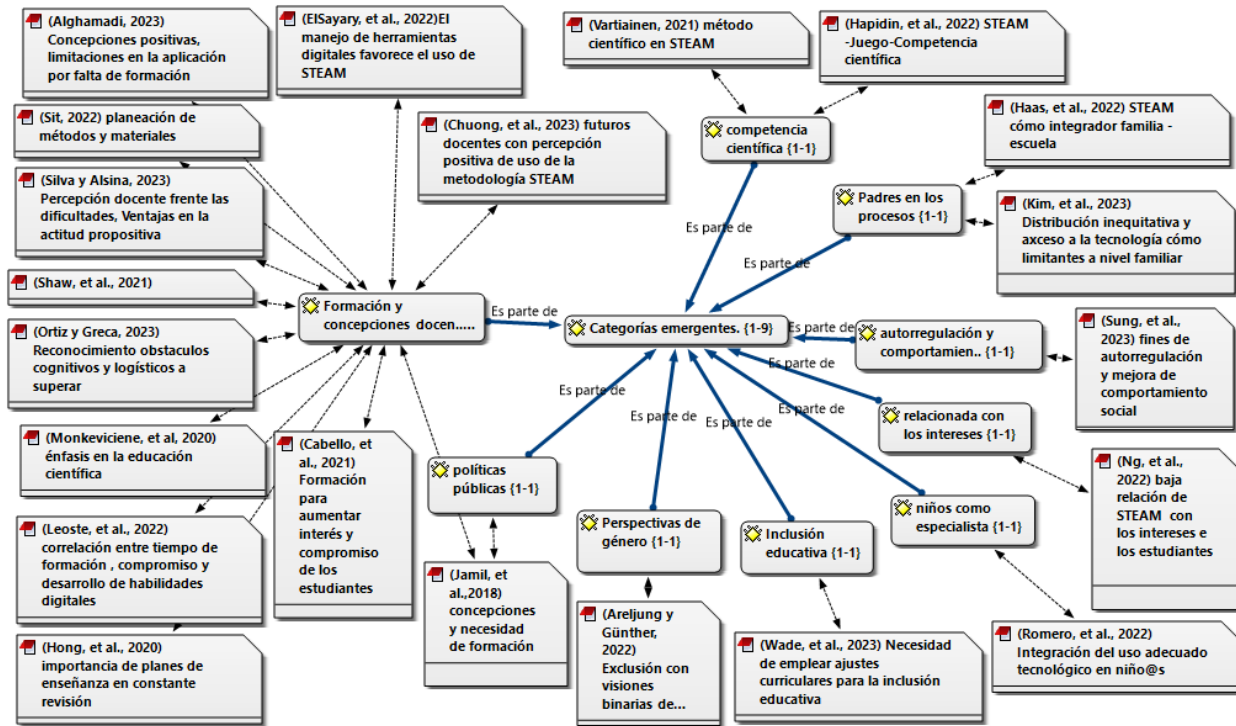 (Alghamadi, 2023)
Concepciones positivas,
limitaciones en la aplicación
por falta de formación
(ElSayary, et al., 2022)El
manejo de herramientas
digitales favorece el uso de
STEAM
(Vartiainen, 2021) método
científico en STEAM
(Hapidin, et al., 2022) STEAM
-Juego-Competencia
científica
(Sit, 2022) planeación de
métodos y materiales
(Chuong, et al., 2023) futuros
docentes con percepción
positiva de uso de la
metodología STEAM
competencia
científica {1-1}
(Haas, et al., 2022) STEAM
cómo integrador familia -
escuela
(Silva y Alsina, 2023)
Percepción docente frente las
dificultades, Ventajas en la
actitud propositiva
Padres en los
procesos {1-1}
(Kim, et al., 2023)
Distribución inequitativa y
axceso a la tecnología cómo
limitantes a nivel familiar
Es parte de
Es parte de
(Shaw, et al., 2021)
Formación y
concepciones docen.....
Es parte de
Categorías emergentes. {1-9}
Es parte de
autorregulación y
comportamien.. {1-1}
(Sung, et al.,
2023) fines de
autorregulación
y mejora de
comportamiento
social
(Ortiz y Greca, 2023)
Reconocimiento obstaculos
cognitivos y logísticos a
superar
Es parte de
Es parte de
Es parte de
Es parte de
Es parte de
relacionada con
los intereses {1-1}
(Monkeviciene, et al, 2020)
énfasis en la educación
científica
(Cabello, et
al., 2021)
Formación
para
aumentar
interés y
compromiso
de los
estudiantes
políticas
públicas {1-1}
(Ng, et al.,
2022) baja
relación de
STEAM con
los intereses e
los estudiantes
niños como
especialista {1-1}
Perspectivas de
género {1-1}
Inclusión
educativa {1-1}
(Leoste, et al., 2022)
correlación entre tiempo de
formación , compromiso y
desarrollo de habilidades
digitales
(Jamil, et
al.,2018)
concepciones
y necesidad
de formación
(Areljung y
Günther,
2022)
Exclusión con
visiones
binarias de...
(Wade, et al., 2023) Necesidad
de emplear ajustes
curriculares para la inclusión
educativa
(Romero, et al., 2022)
Integración del uso adecuado
tecnológico en niño@s
(Hong, et al., 2020)
importancia de planes de
enseñanza en constante
revisión